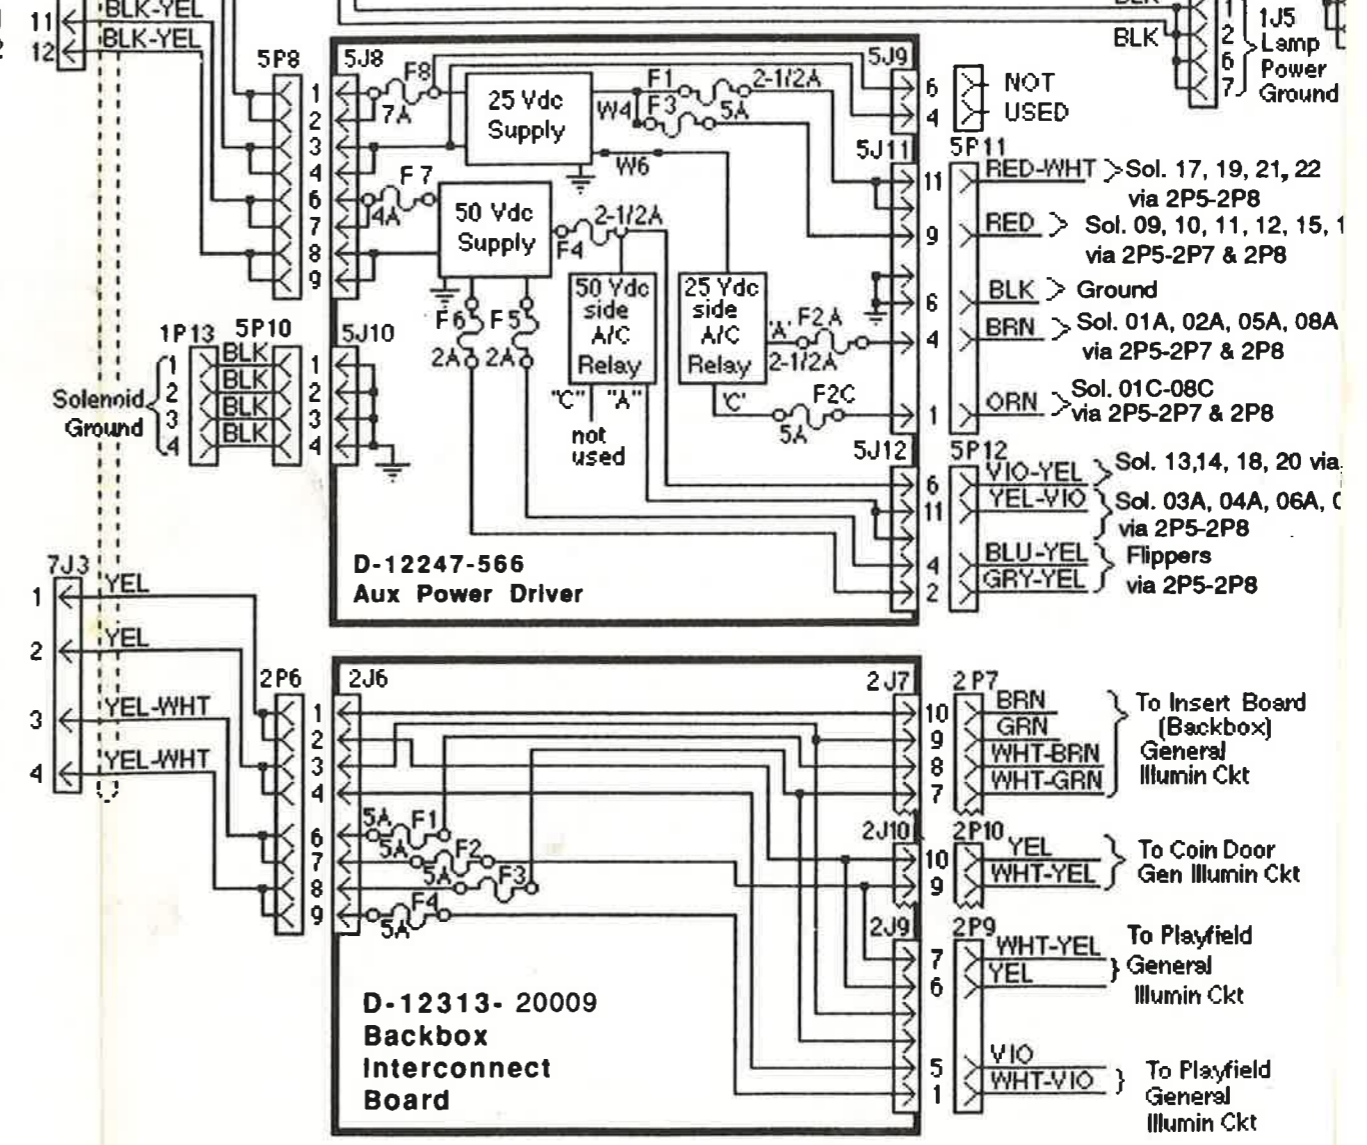 11
BLK-YEL
12
BLK-YEL
1
2
6
7
BLK
1J5
Lamp
Power
Ground
5P8
1
2
3
4
6
7
8
9
5J8
F8
7A
F7
4A
25 Vdc
Supply
W4
F1
2-1/2A
F3
5A
W6
50 Vdc
Supply
F4
2-1/2A
F6
2A
F5
2A
50 Vdc
side
A/C
Relay
"C"
"A"
not
used
25 Vdc
side
A/C
Relay
'A'
F2A
2-1/2A
'C'
F2C
5A
5J9
6
4
NOT
USED
5J11
5P11
11
RED-WHT
Sol. 17, 19, 21, 22
via 2P5-2P8
9
RED
Sol. 09, 10, 11, 12, 15,
via 2P5-2P7 & 2P8
6
BLK
Ground
4
BRN
Sol. 01A, 02A, 05A, 08A
via 2P5-2P7 & 2P8
1
ORN
Sol. 01C-08C
via 2P5-2P7 & 2P8
5J12
5P12
6
VIO-YEL
Sol. 13,14, 18, 20 via
11
YEL-VIO
Sol. 03A, 04A, 06A,
via 2P5-2P8
4
BLU-YEL
Flippers
2
GRY-YEL
via 2P5-2P8
1P13
5P10
5J10
Solenoid
Ground
1 BLK 1
2 BLK 2
3 BLK 3
4 BLK 4
D-12247-566
Aux Power Driver
7J3
1
YEL
2
YEL
3
YEL-WHT
4
YEL-WHT
2P6
2J6
1
2
3
4
6
7
8
9
5A
F1
5A
F2
5A
F3
F4
5A
D-12313- 20009
Backbox
Interconnect
Board
2J7
2P7
10
BRN
9
GRN
8
WHT-BRN
7
WHT-GRN
To Insert Board
(Backbox)
General
Illumin Ckt
2J10
2P10
10
YEL
9
WHT-YEL
To Coin Door
Gen Illumin Ckt
2J9
2P9
7
WHT-YEL
6
YEL
To Playfield
General
Illumin Ckt
5
VIO
1
WHT-VIO
To Playfield
General
Illumin Ckt